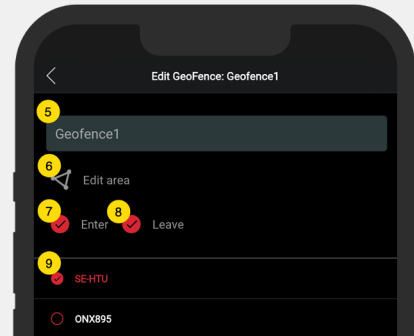 Edit GeoFence: Geofence1
5
Geofence1
6
Edit area
7 Enter 8 Leave
9
SE-HTU
ONX895